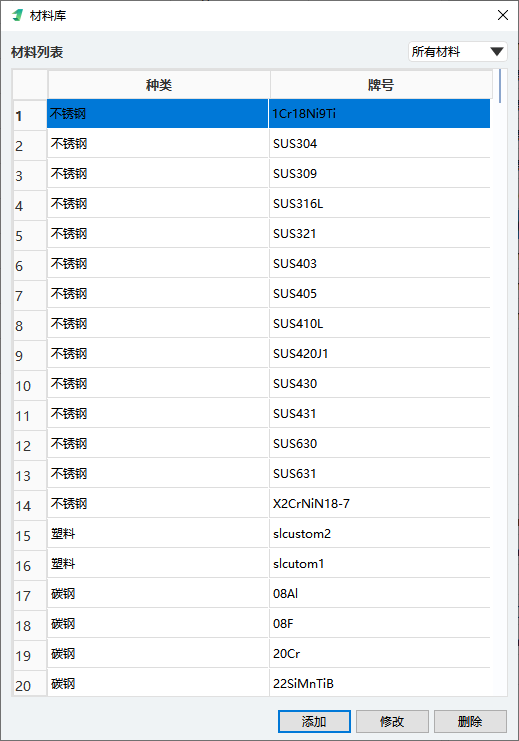 材料库
材料列表 所有材料
种类 牌号
1 不锈钢 1Cr18Ni9Ti
2 不锈钢 SUS304
3 不锈钢 SUS309
4 不锈钢 SUS316L
5 不锈钢 SUS321
6 不锈钢 SUS403
7 不锈钢 SUS405
8 不锈钢 SUS410L
9 不锈钢 SUS420J1
10 不锈钢 SUS430
11 不锈钢 SUS431
12 不锈钢 SUS630
13 不锈钢 SUS631
14 不锈钢 X2CrNiN18-7
15 塑料 slcustom2
16 塑料 slcutom1
17 碳钢 08Al
18 碳钢 08F
19 碳钢 20Cr
20 碳钢 22SiMnTiB
添加 修改 删除